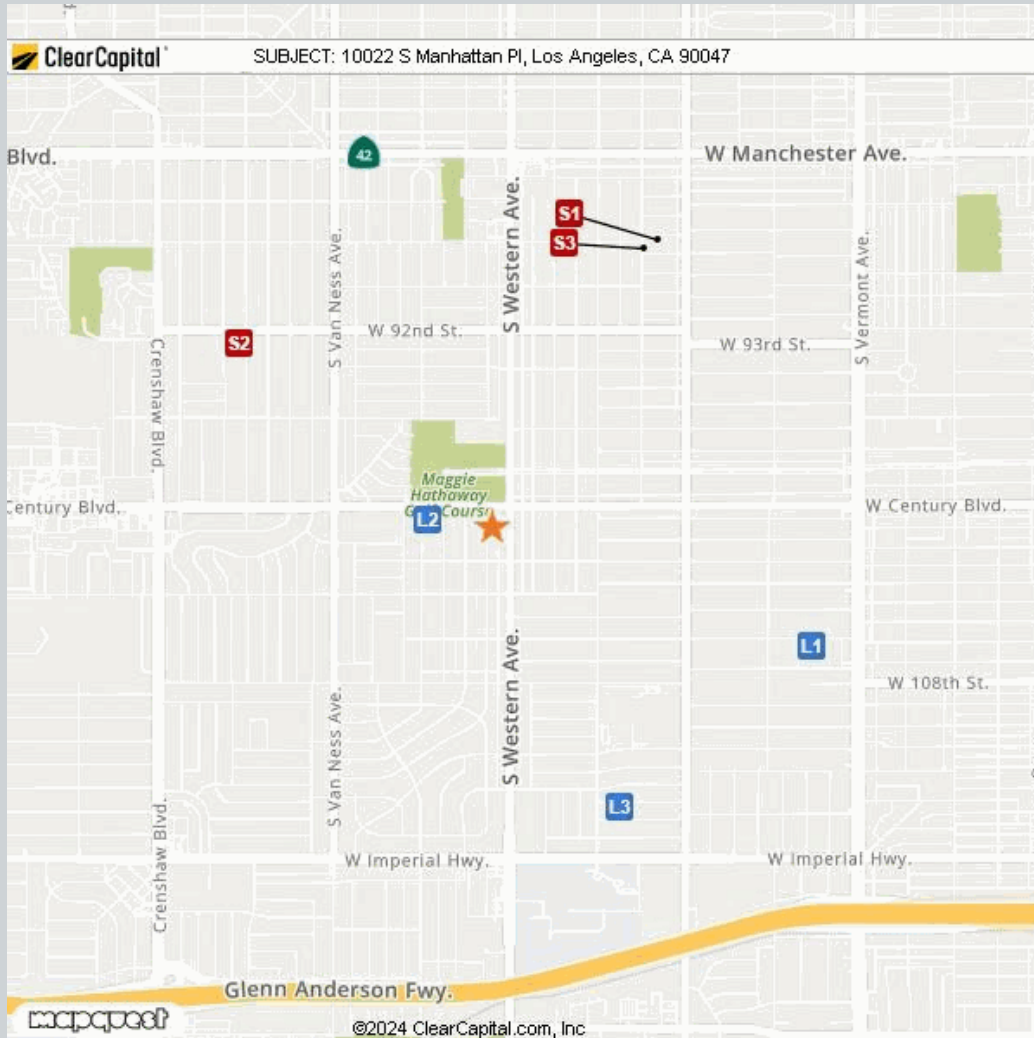 ClearCapital
SUBJECT: 10022 S Manhattan Pl, Los Angeles, CA 90047
Blvd.
42
W Manchester Ave.
S Western Ave.
S1
S3
S Van Ness Ave.
S Vermont Ave.
W 92nd St.
S2
W 93rd St.
Crenshaw Blvd.
Maggie
Hathaway
Century Blvd.
L2
W Century Blvd.
L1
W 108th St.
S Western Ave.
S Van Ness Ave.
L3
Crenshaw Blvd.
W Imperial Hwy.
W Imperial Hwy.
Glenn Anderson Fwy.
mapquest
©2024 ClearCapital.com, Inc